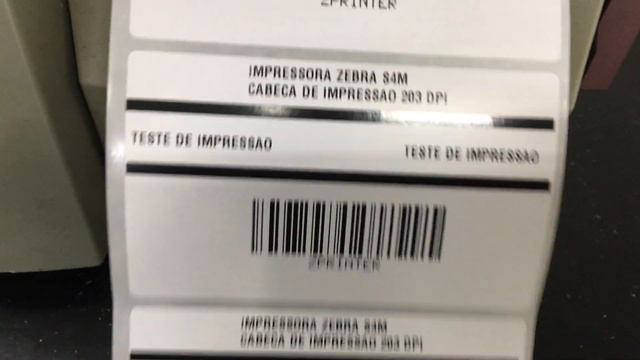 ZPRINTER
IMPRESSORA ZEBRA S4M
CABECA DE IMPRESSAO 203 DPI
TESTE DE IMPRESSAO
TESTE DE IMPRESSAO
ZPRINTER
IMPRESSORA ZEBRA S4M
CABECA DE IMPRESSAO 203 DPI